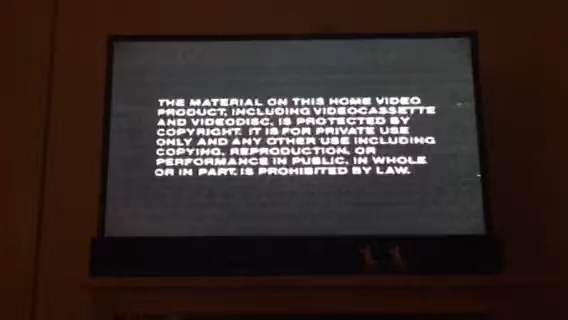 THE MATERIAL ON THIS HOME VIDEO
PRODUCT, INCLUDING VIDEOCASSETTE
AND VIDEODISC, IS PROTECTED BY
COPYRIGHT. IT IS FOR PRIVATE USE
ONLY AND ANY OTHER USE INCLUDING
COPYING, REPRODUCTION, OR
PERFORMANCE IN PUBLIC, IN WHOLE
OR IN PART, IS PROHIBITED BY LAW.